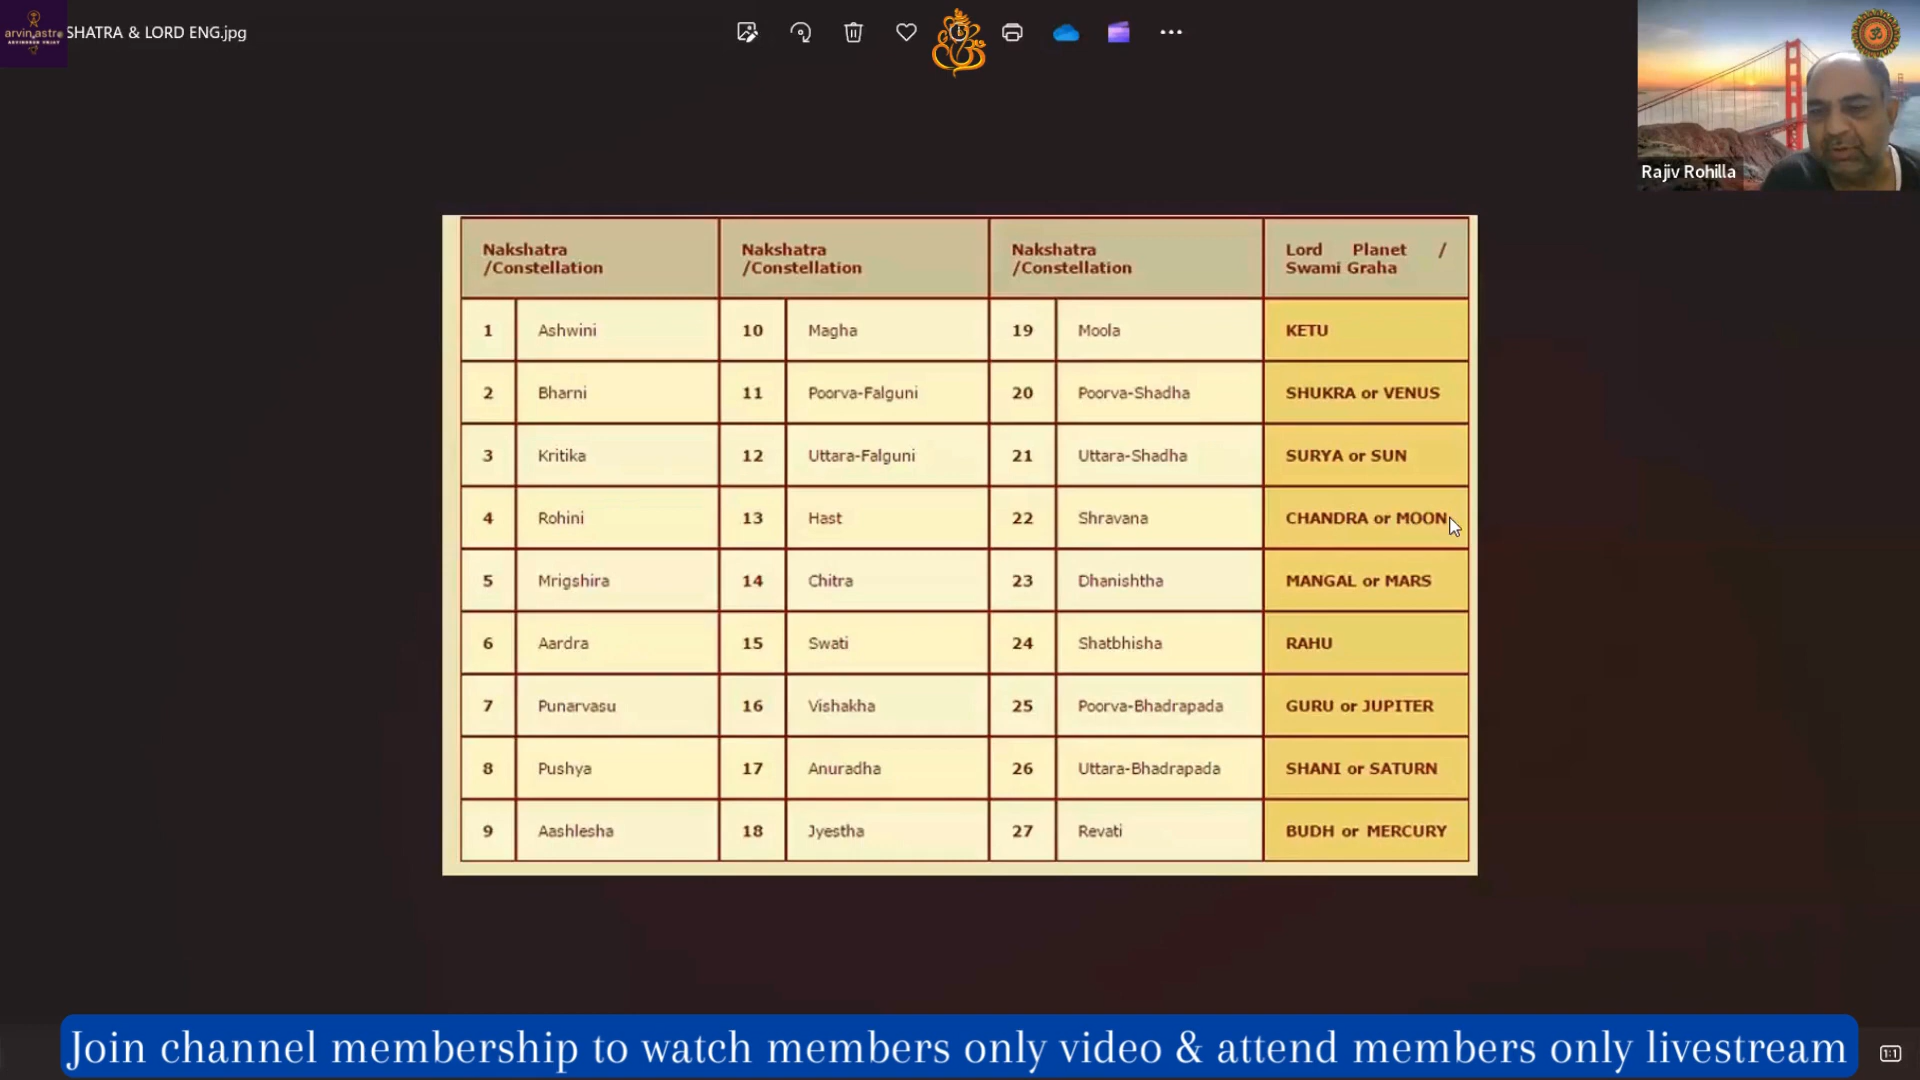 arvinastro
ARVINDERR VRJAY
SHATRA & LORD ENG.jpg
Rajiv Rohilla
Nakshatra /Constellation
Nakshatra /Constellation
Nakshatra /Constellation
Lord Planet / Swami Graha
1 Ashwini 10 Magha 19 Moola KETU
2 Bharni 11 Poorva-Falguni 20 Poorva-Shadha SHUKRA or VENUS
3 Kritika 12 Uttara-Falguni 21 Uttara-Shadha SURYA or SUN
4 Rohini 13 Hast 22 Shravana CHANDRA or MOON
5 Mrigshira 14 Chitra 23 Dhanishtha MANGAL or MARS
6 Aardra 15 Swati 24 Shatbhisha RAHU
7 Punarvasu 16 Vishakha 25 Poorva-Bhadrapada GURU or JUPITER
8 Pushya 17 Anuradha 26 Uttara-Bhadrapada SHANI or SATURN
9 Aashlesha 18 Jyestha 27 Revati BUDH or MERCURY
Join channel membership to watch members only video & attend members only livestream
1:1